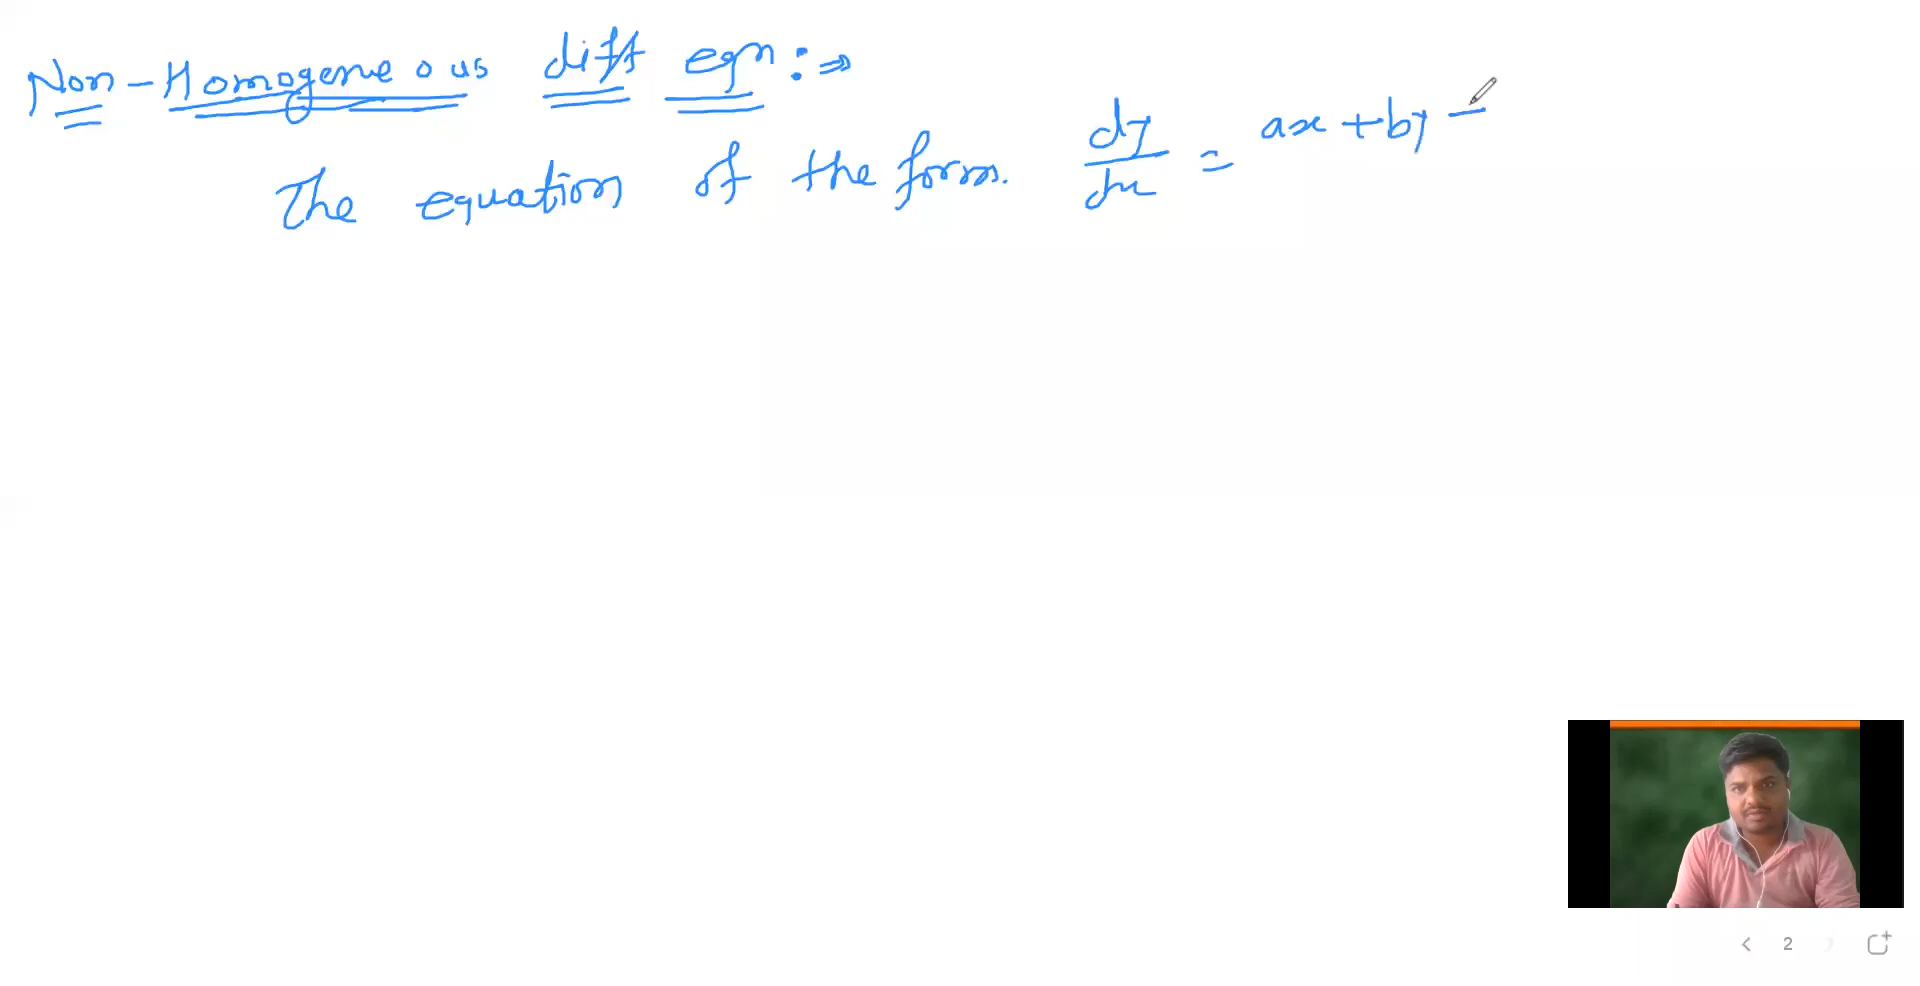 Non-Homogeneous diff eqn :⇒
The equation of the form. dy/dx = ax + by -
2